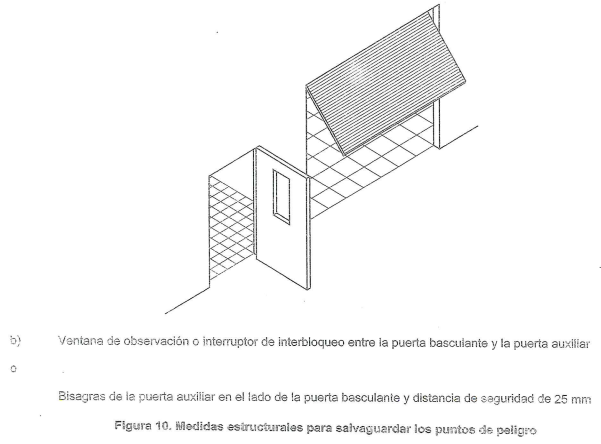 b) Ventana de observación o interruptor de interbloqueo entre la puerta basculante y la puerta auxiliar
o
Bisagras de la puerta auxiliar en el lado de la puerta basculante y distancia de seguridad de 25 mm
Figura 10. Medidas estructurales para salvaguardar los puntos de peligro